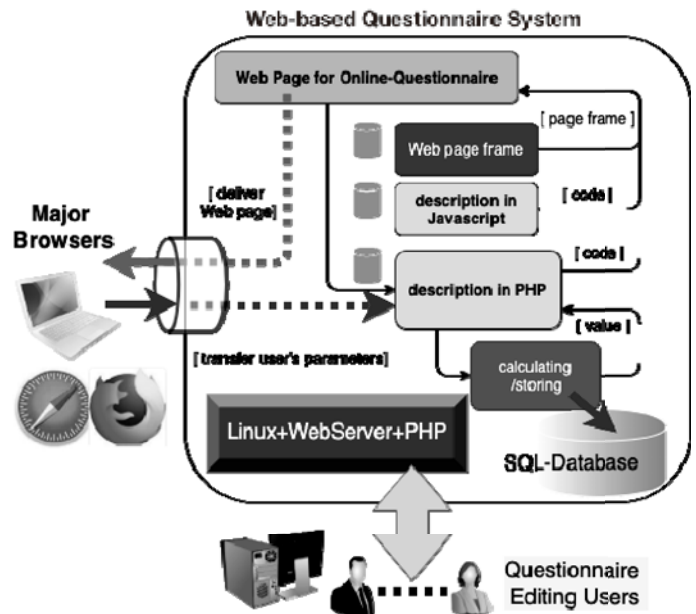 Web-based Questionnaire System
Web Page for Online-Questionnaire
[ page frame ]
Web page frame
[ deliver
Web page]
description in
Javascript
[ code ]
Major
Browsers
[ code ]
description in PHP
[ value ]
[ transfer user's parameters]
calculating
/storing
Linux+WebServer+PHP
SQL-Database
Questionnaire
Editing Users